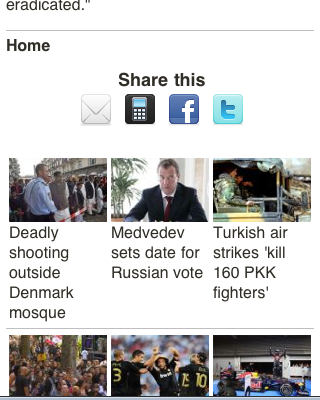 eradicated."
Home
Share this
Deadly
shooting
outside
Denmark
mosque
Medvedev
sets date for
Russian vote
Turkish air
strikes 'kill
160 PKK
fighters'